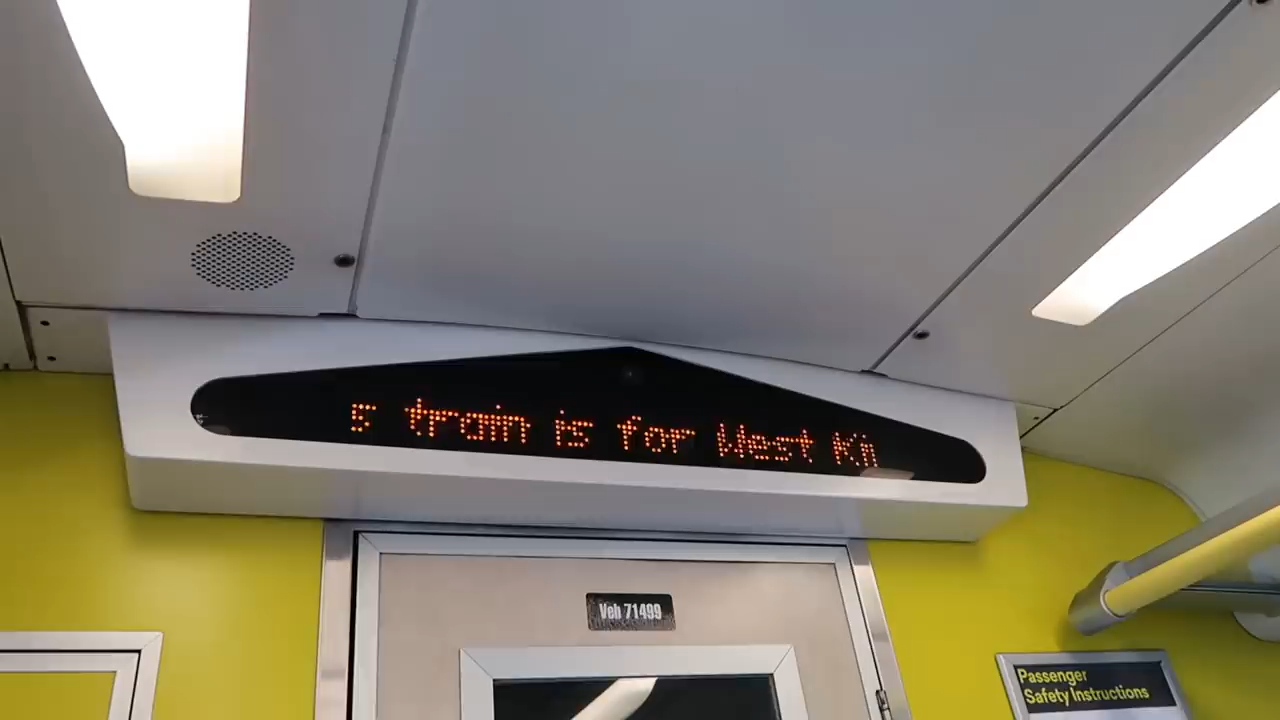 s train is for West Ki
Veh 71499
Passenger
Safety Instructions